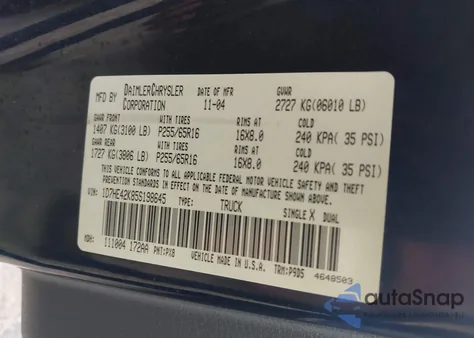 MFD BY DAIMLERCHRYSLER CORPORATION DATE OF MFR 11-04 GVWR 2727 KG(06010 LB)
GAWR FRONT WITH TIRES RIMS AT COLD
1407 KG(3100 LB) P255/65R16 16X8.0 240 KPA( 35 PSI)
GAWR REAR WITH TIRES RIMS AT COLD
1727 KG(3806 LB) P255/65R16 16X8.0 240 KPA( 35 PSI)
THIS VEHICLE CONFORMS TO ALL APPLICABLE FEDERAL MOTOR VEHICLE SAFETY AND
THEFT PREVENTION STANDARDS IN EFFECT ON THE DATE OF MANUFACTURE SHOWN ABOVE.
VIN: 1D7HE42K85S198645 TYPE: TRUCK SINGLE X DUAL
MDH: 111004 172AA PNT:PX8 VEHICLE MADE IN U.S.A. TRM:P9D5 4648503
autoSnap